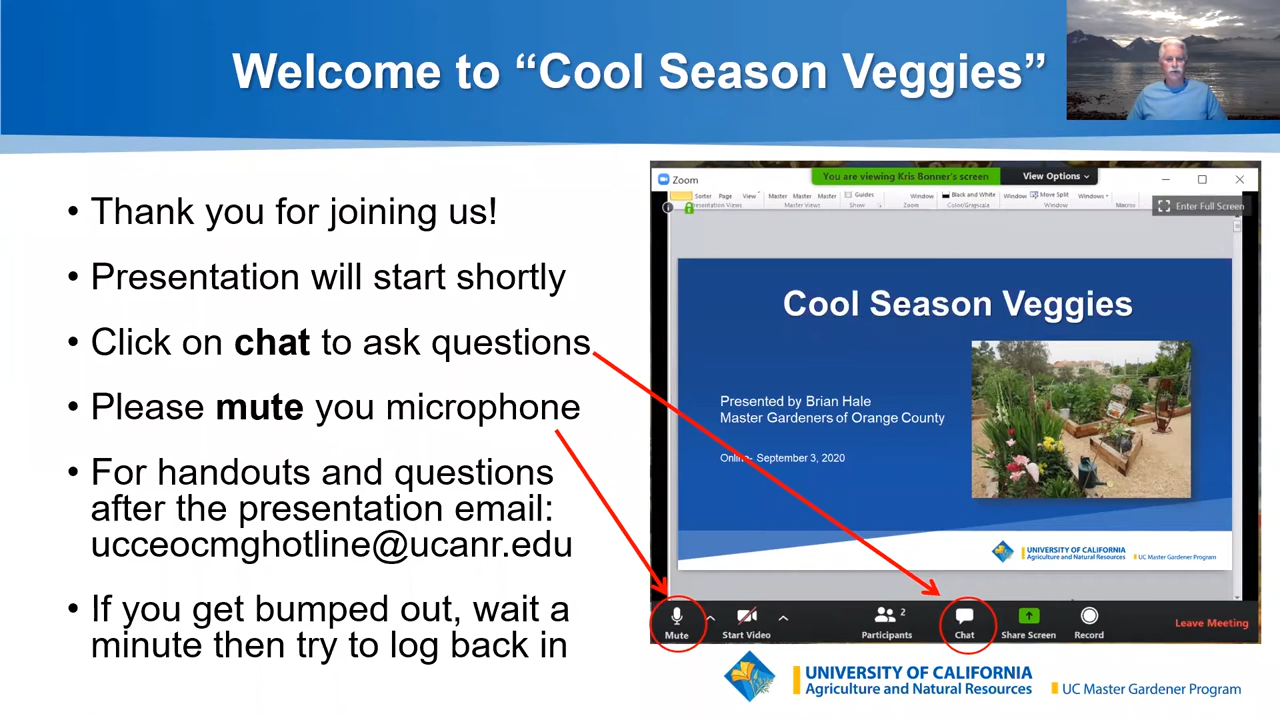 Welcome to “Cool Season Veggies”
• Thank you for joining us!
• Presentation will start shortly
• Click on chat to ask questions
• Please mute you microphone
• For handouts and questions
after the presentation email:
ucceocmghotline@ucanr.edu
• If you get bumped out, wait a
minute then try to log back in
Zoom
You are viewing Kris Bonner's screen
View Options
Sorter Page View Master Master Master Guides Window Black and White Window Move Split Windows
Presentation Views Master Views Show Zoom Color/Grayscale Window Macros
Enter Full Screen
Cool Season Veggies
Presented by Brian Hale
Master Gardeners of Orange County
Online- September 3, 2020
UNIVERSITY OF CALIFORNIA
Agriculture and Natural Resources
UC Master Gardener Program
Mute
Start Video
Participants
2
Chat
Share Screen
Record
Leave Meeting
UNIVERSITY OF CALIFORNIA
Agriculture and Natural Resources
UC Master Gardener Program